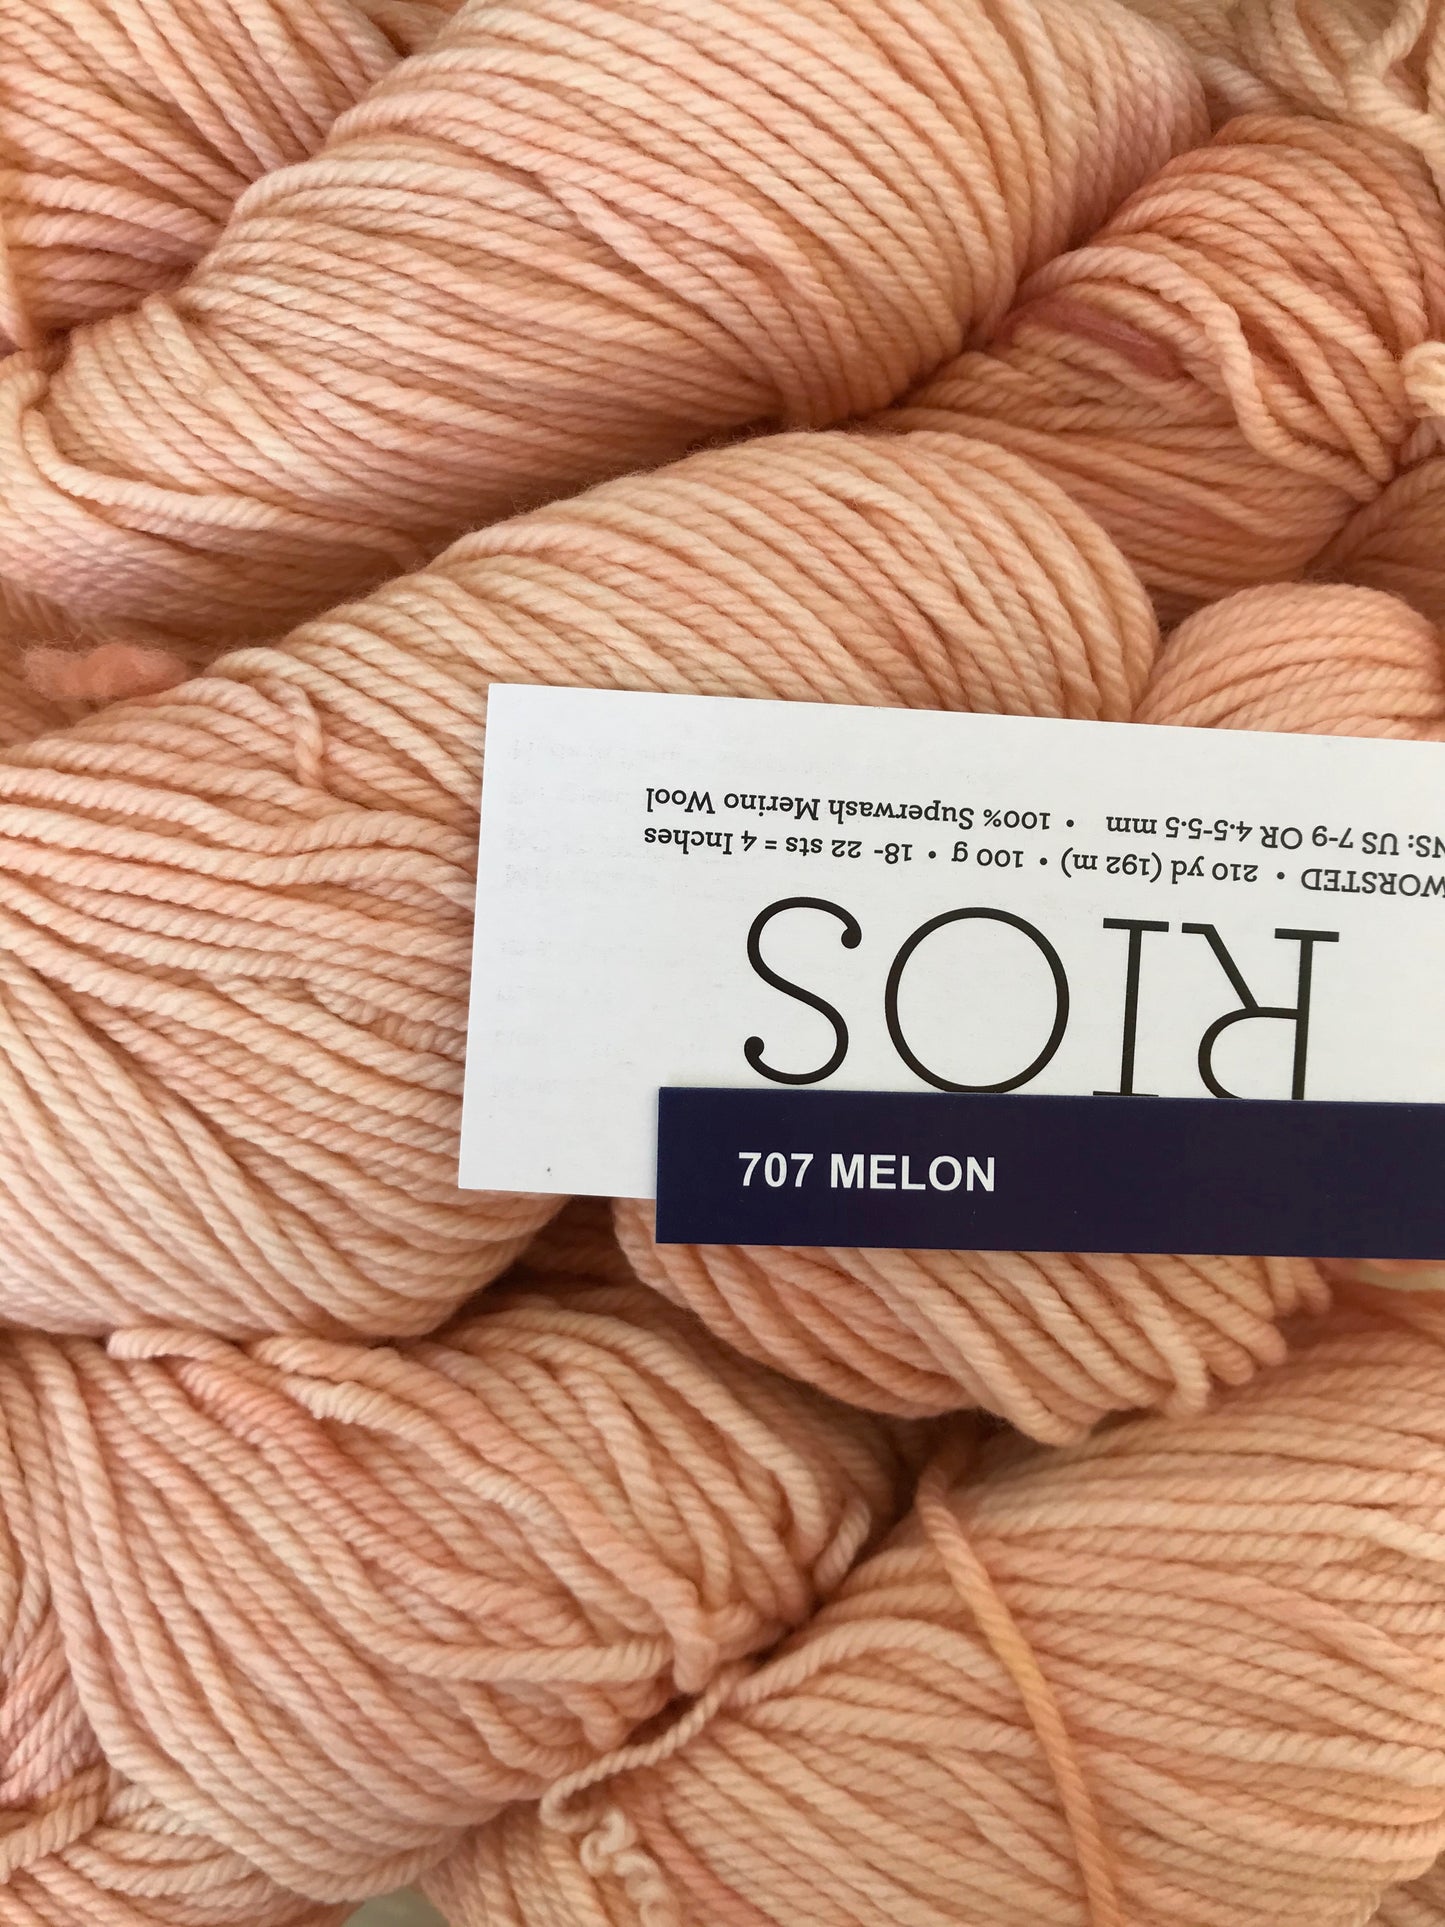 RIOS
WORSTED • 210 yd (192 m) • 100 g • 18- 22 sts = 4 Inches
NS: US 7-9 OR 4.5-5.5 mm • 100% Superwash Merino Wool
707 MELON